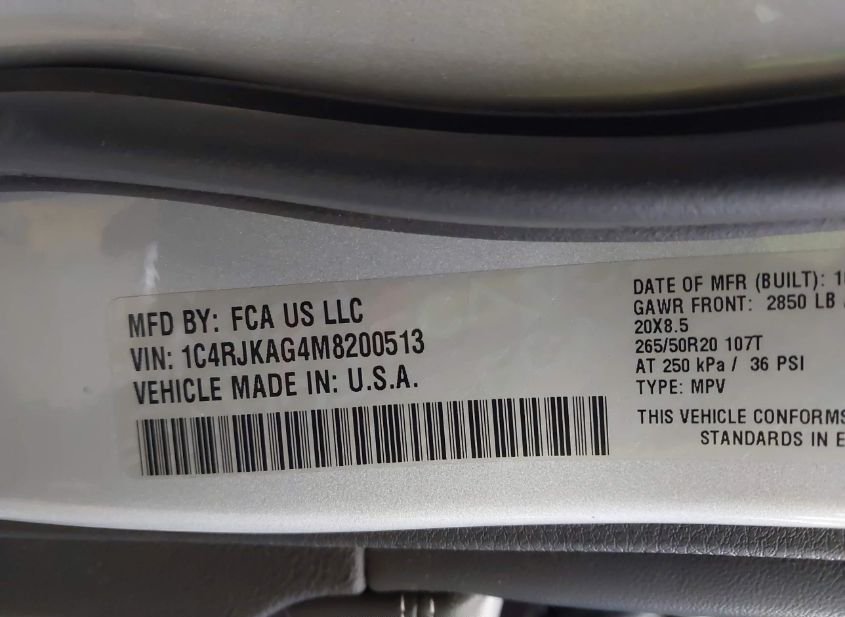 MFD BY: FCA US LLC
VIN: 1C4RJKAG4M8200513
VEHICLE MADE IN: U.S.A.
DATE OF MFR (BUILT):
GAWR FRONT: 2850 LB
20X8.5
265/50R20 107T
AT 250 kPa / 36 PSI
TYPE: MPV
THIS VEHICLE CONFORMS
STANDARDS IN